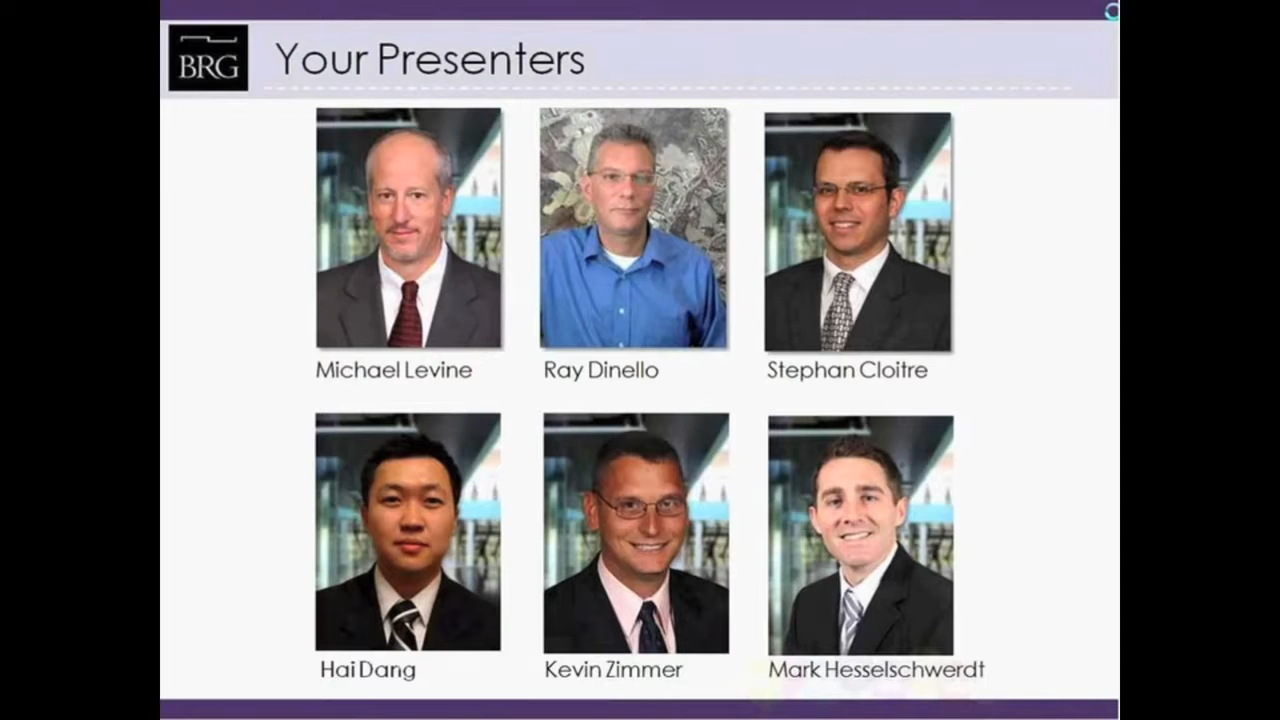 BRG
Your Presenters
Michael Levine
Ray Dinello
Stephan Cloitre
Hai Dang
Kevin Zimmer
Mark Hesselschwerdt